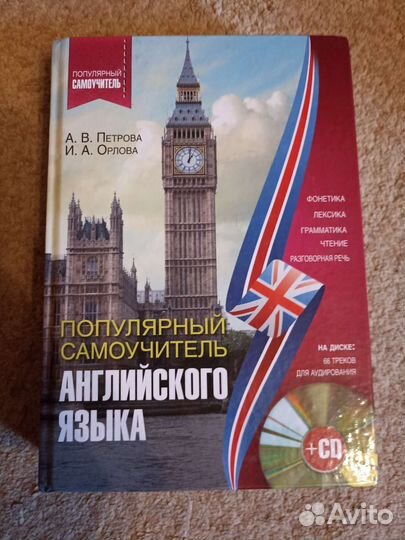 ПОПУЛЯРНЫЙ
САМОУЧИТЕЛЬ
А. В. ПЕТРОВА
И. А. ОРЛОВА
ФОНЕТИКА
ЛЕКСИКА
ГРАММАТИКА
ЧТЕНИЕ
РАЗГОВОРНАЯ РЕЧЬ
ПОПУЛЯРНЫЙ
САМОУЧИТЕЛЬ
АНГЛИЙСКОГО
ЯЗЫКА
НА ДИСКЕ:
66 ТРЕКОВ
ДЛЯ АУДИРОВАНИЯ
+CD
Avito